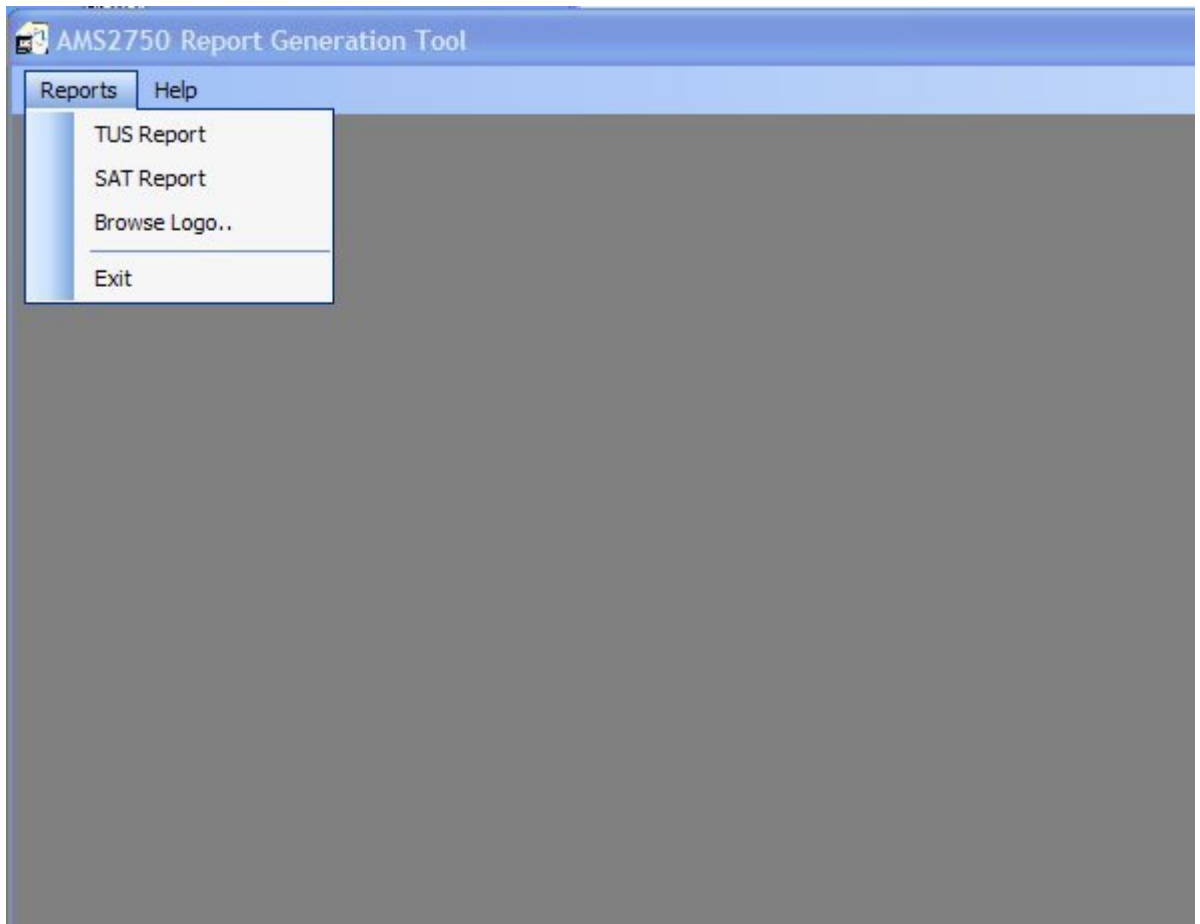 AMS2750 Report Generation Tool
Reports Help
TUS Report
SAT Report
Browse Logo..
Exit